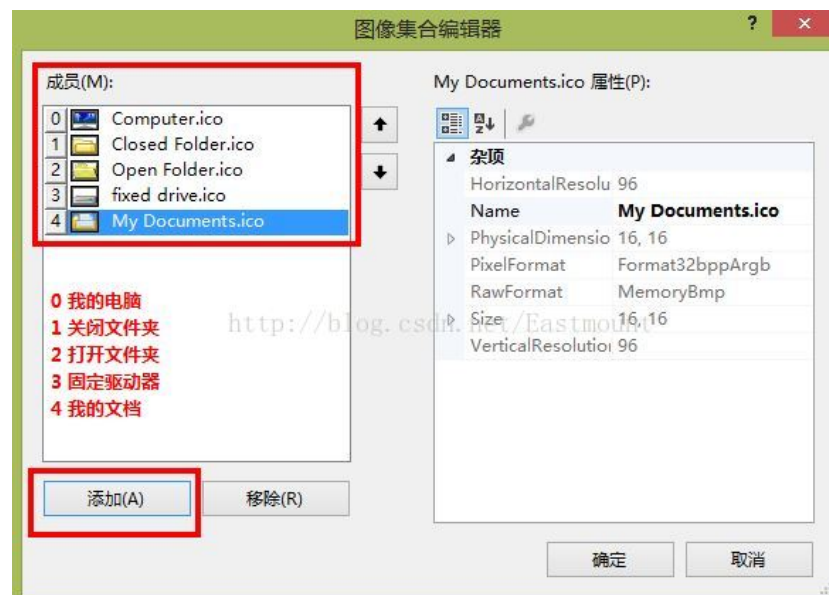 图像集合编辑器
?
×
成员(M):
0 Computer.ico
1 Closed Folder.ico
2 Open Folder.ico
3 fixed drive.ico
4 My Documents.ico
0 我的电脑
1 关闭文件夹
2 打开文件夹
3 固定驱动器
4 我的文档
添加(A)
移除(R)
My Documents.ico 属性(P):
杂项
HorizontalResolu 96
Name My Documents.ico
PhysicalDimensio 16, 16
PixelFormat Format32bppArgb
RawFormat MemoryBmp
Size 16, 16
VerticalResolution 96
http://blog.csdn.net/Eastmount
确定
取消